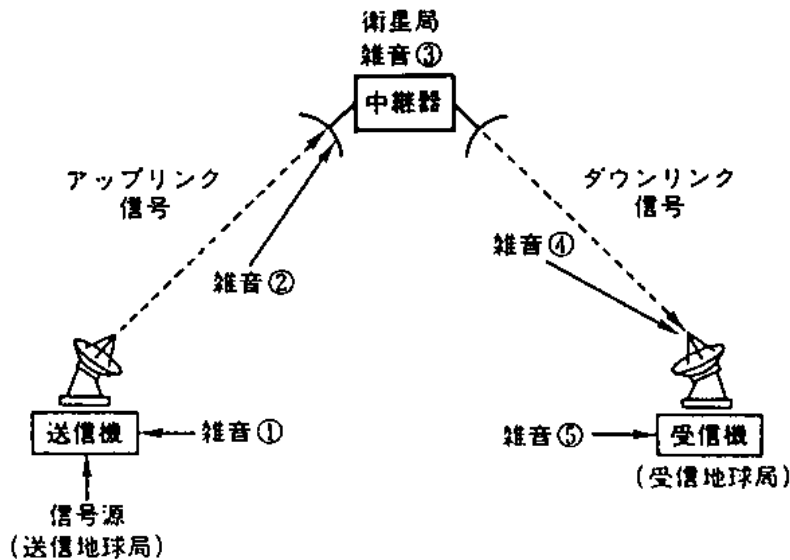 衛星局
雑音③
中継器
アップリンク
信号
ダウンリンク
信号
雑音④
雑音②
送信機
雑音①
雑音⑤
受信機
(受信地球局)
信号源
(送信地球局)